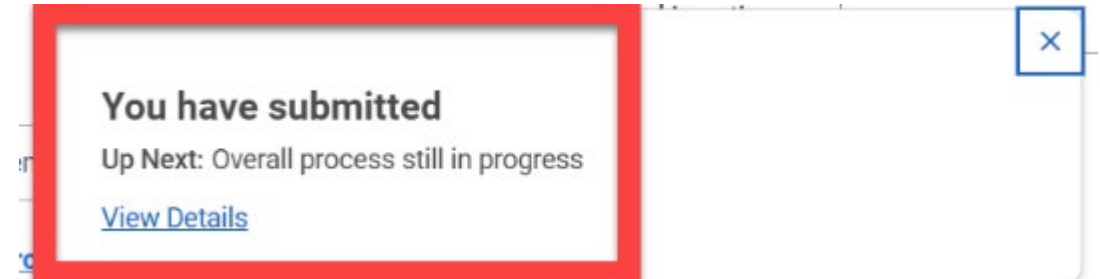 You have submitted
Up Next: Overall process still in progress
View Details